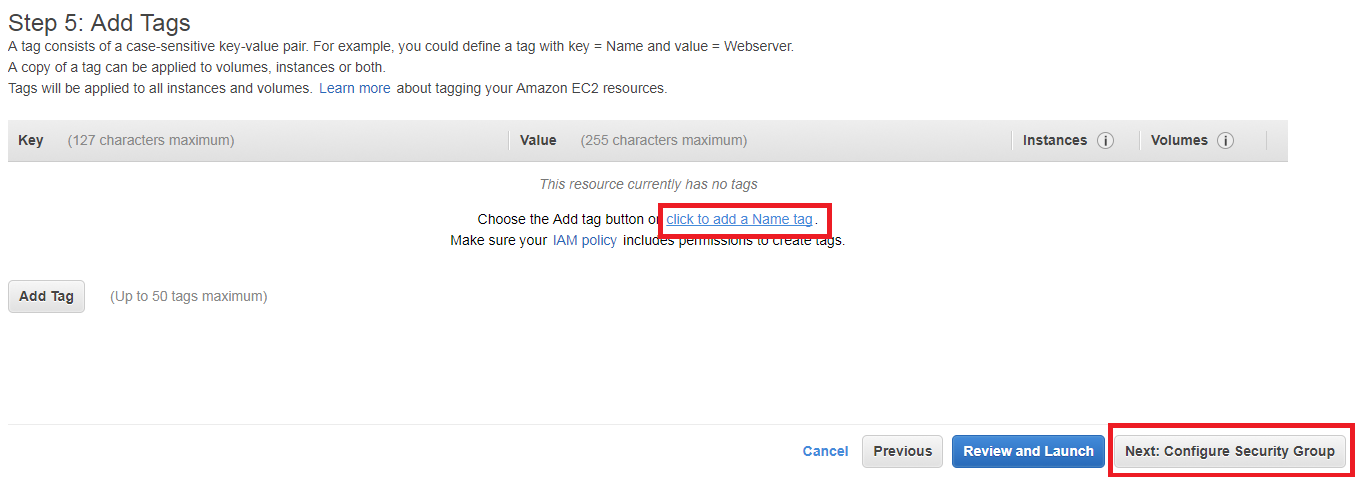 Step 5: Add Tags
A tag consists of a case-sensitive key-value pair. For example, you could define a tag with key = Name and value = Webserver.
A copy of a tag can be applied to volumes, instances or both.
Tags will be applied to all instances and volumes. Learn more about tagging your Amazon EC2 resources.
Key (127 characters maximum) Value (255 characters maximum) Instances i Volumes i
This resource currently has no tags
Choose the Add tag button or click to add a Name tag.
Make sure your IAM policy includes permissions to create tags.
Add Tag (Up to 50 tags maximum)
Cancel Previous Review and Launch Next: Configure Security Group